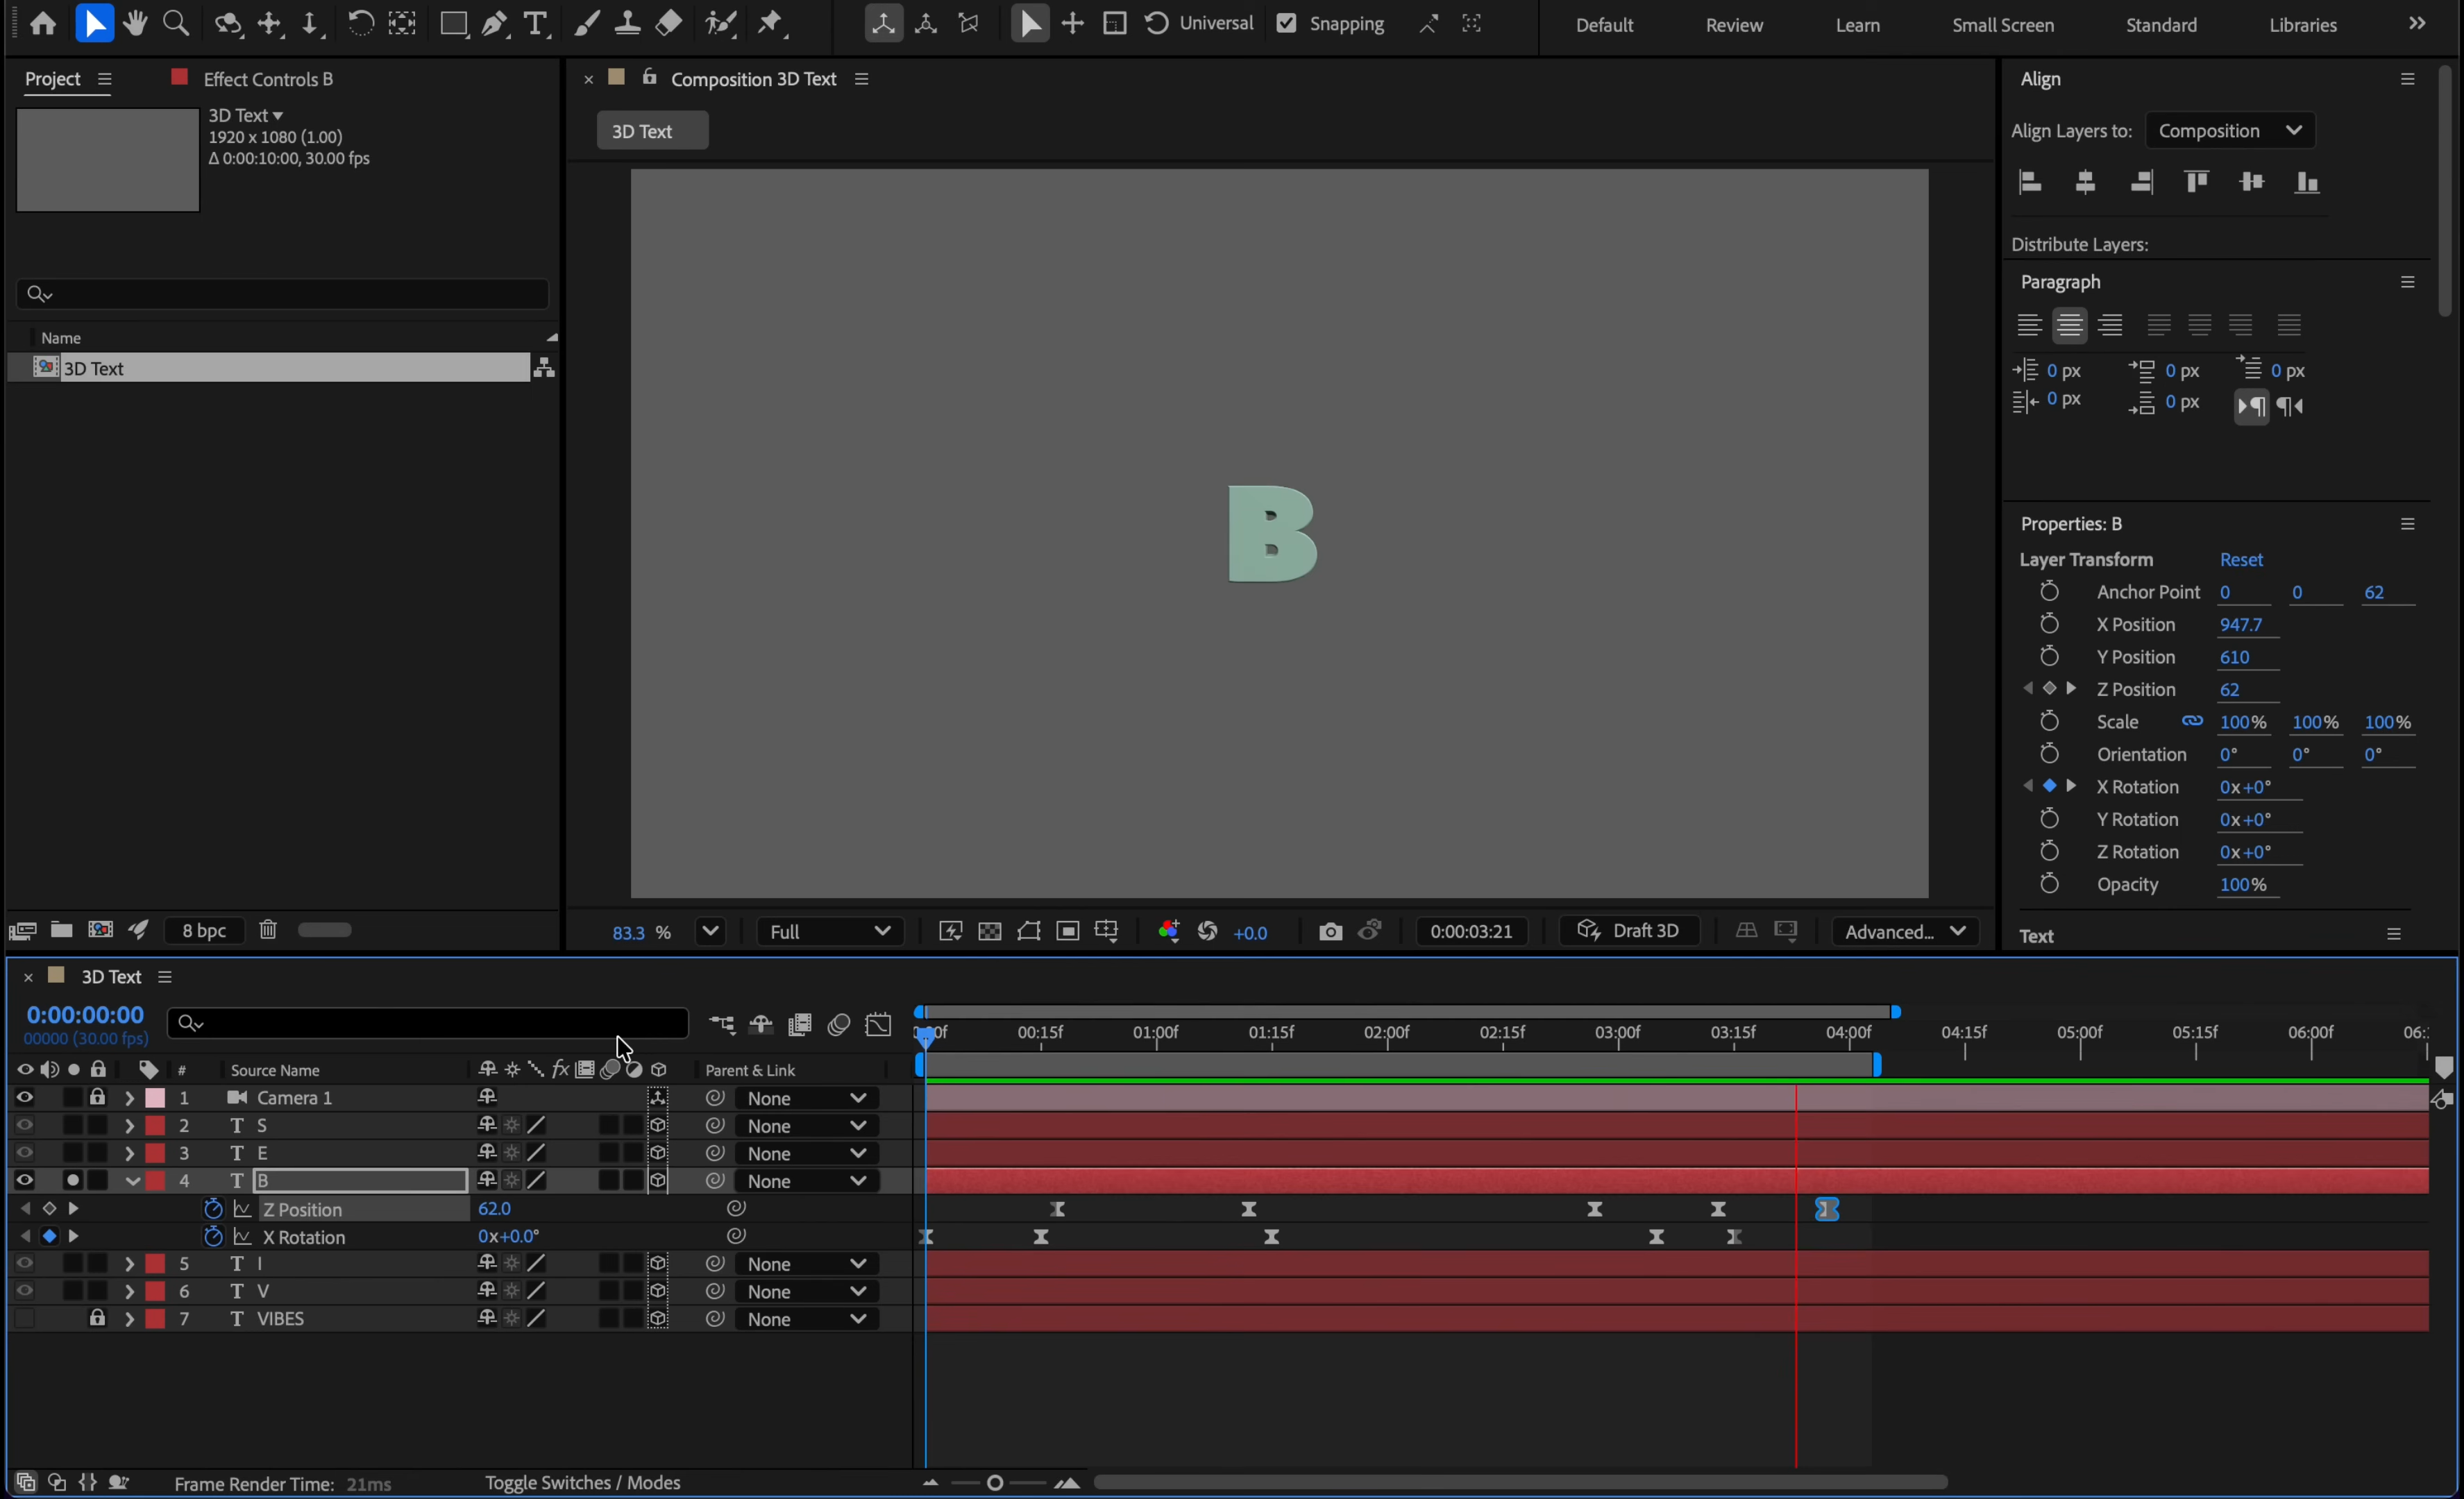 Universal Snapping Default Review Learn Small Screen Standard Libraries
Project Effect Controls B
3D Text
1920 x 1080 (1.00)
Δ 0:00:10:00, 30.00 fps
Name
3D Text
8 bpc
Composition 3D Text
3D Text
B
83.3 % Full +0.0 0:00:03:21 Draft 3D Advanced...
Align
Align Layers to: Composition
Distribute Layers:
Paragraph
0 px 0 px 0 px
0 px 0 px
Properties: B
Layer Transform Reset
Anchor Point 0 0 62
X Position 947.7
Y Position 610
Z Position 62
Scale 100% 100% 100%
Orientation 0° 0° 0°
X Rotation 0x+0°
Y Rotation 0x+0°
Z Rotation 0x+0°
Opacity 100%
Text
3D Text
0:00:00:00
00000 (30.00 fps)
00:15f 01:00f 01:15f 02:00f 02:15f 03:00f 03:15f 04:00f 04:15f 05:00f 05:15f 06:00f 06:
# Source Name fx Parent & Link
1 Camera 1 None
2 T S None
3 T E None
4 T B None
Z Position 62.0
X Rotation 0x+0.0°
5 T I None
6 T V None
7 T VIBES None
Frame Render Time: 21ms Toggle Switches / Modes